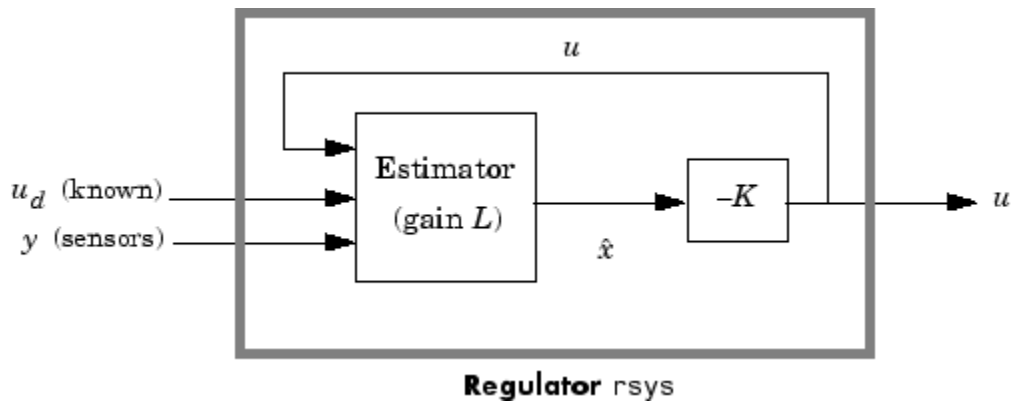 u
Estimator
(gain L)
u_d (known)
y (sensors)
–K
u
x̂
Regulator rsys